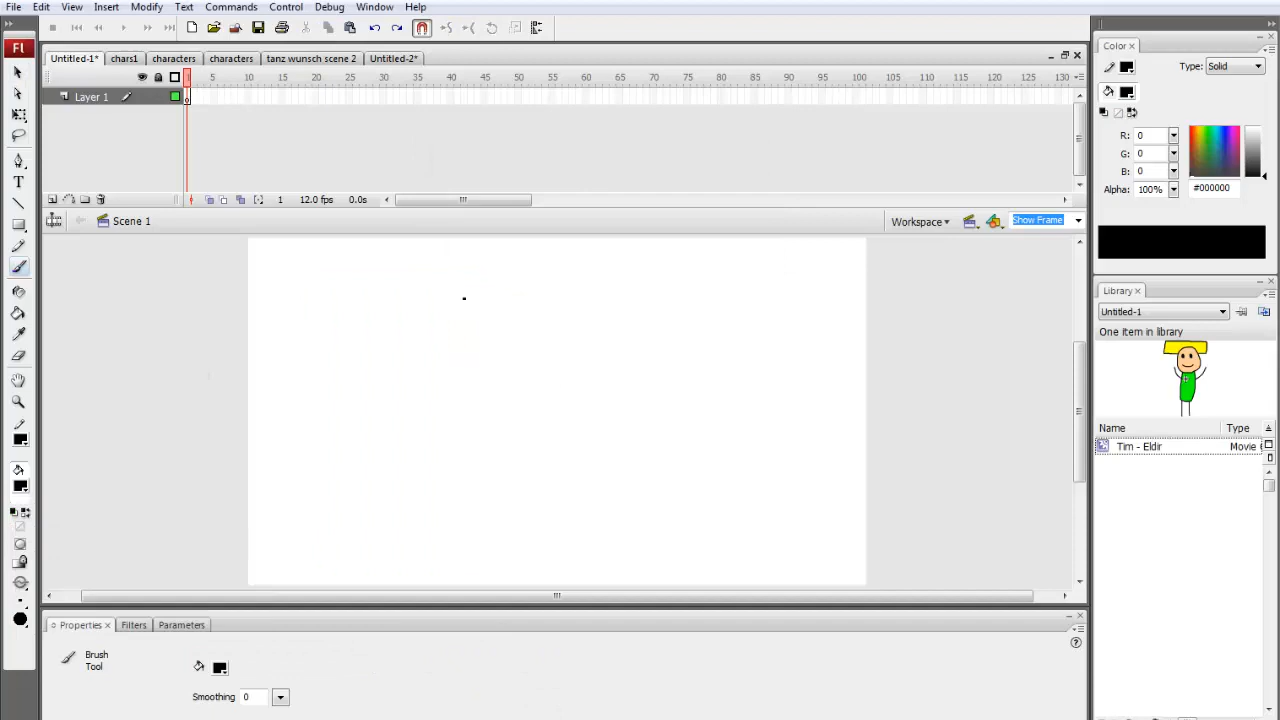 File Edit View Insert Modify Text Commands Control Debug Window Help
Fl
Untitled-1* chars1 characters characters tanz wunsch scene 2 Untitled-2*
5 10 15 20 25 30 35 40 45 50 55 60 65 70 75 80 85 90 95 100 105 110 115 120 125 130
Layer 1
1 12.0 fps 0.0s
Scene 1
Workspace
Show Frame
Color
Type: Solid
R: 0
G: 0
B: 0
Alpha: 100% #000000
Library
Untitled-1
One item in library
Name Type
Tim - Eldir Movie
Properties Filters Parameters
Brush
Tool
Smoothing 0